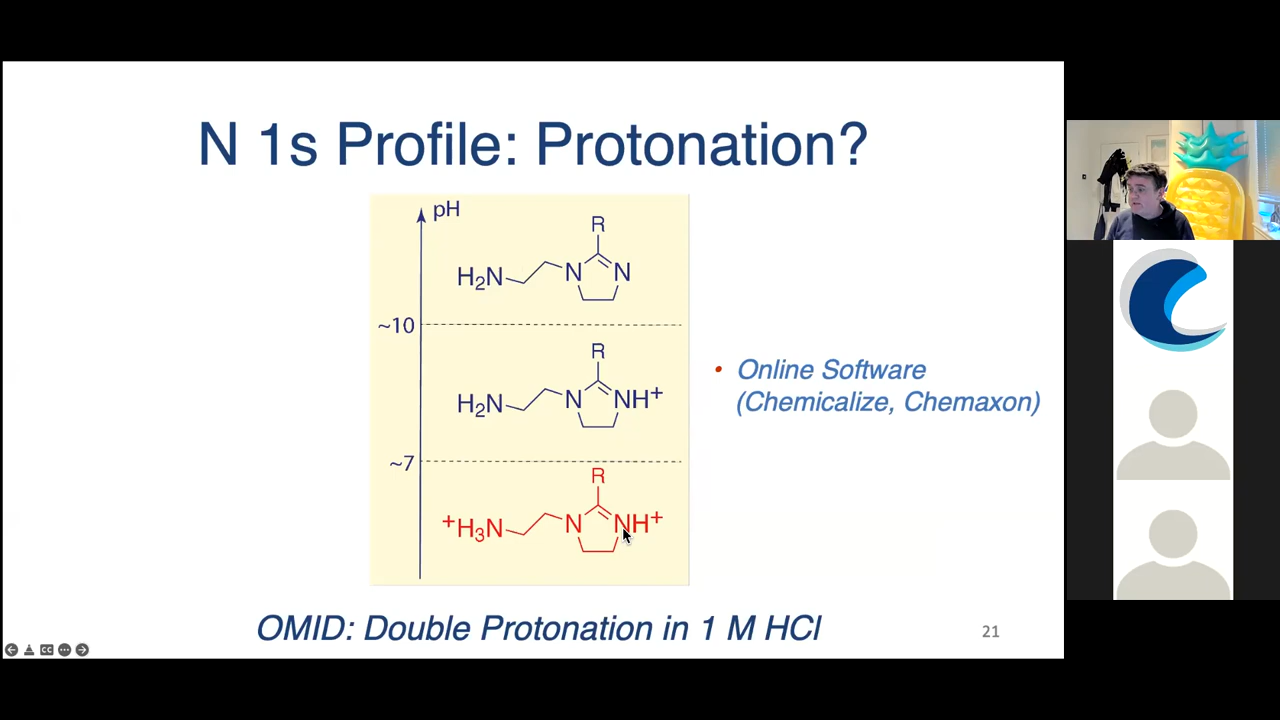 N 1s Profile: Protonation?
pH
R
H₂N N N
~10
R
H₂N N NH⁺
~7
R
⁺H₃N N NH⁺
• Online Software
(Chemicalize, Chemaxon)
OMID: Double Protonation in 1 M HCl
21
CC